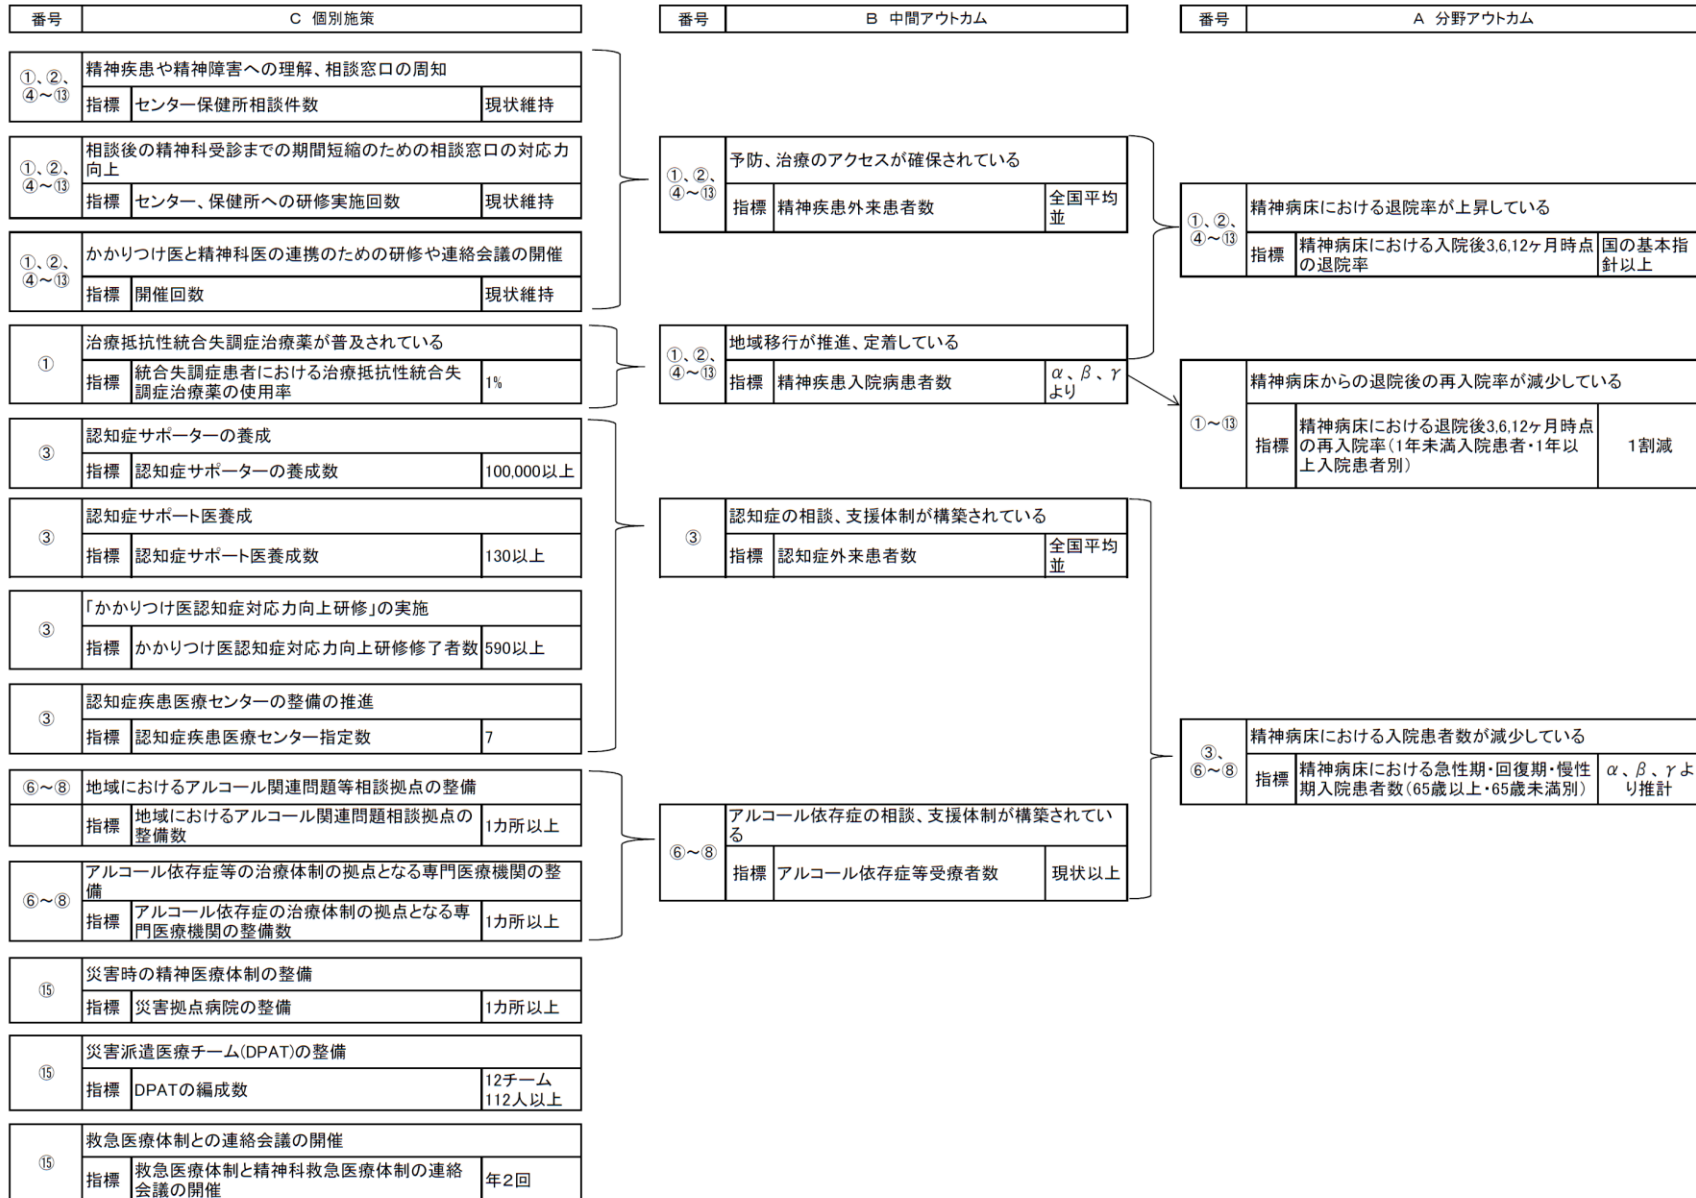 番号
C 個別施策
①、②、
④～⑬
精神疾患や精神障害への理解、相談窓口の周知
指標
センター保健所相談件数
現状維持
①、②、
④～⑬
相談後の精神科受診までの期間短縮のための相談窓口の対応力
向上
指標
センター、保健所への研修実施回数
現状維持
①、②、
④～⑬
かかりつけ医と精神科医の連携のための研修や連絡会議の開催
指標
開催回数
現状維持
①
治療抵抗性統合失調症治療薬が普及されている
指標
統合失調症患者における治療抵抗性統合失
調症治療薬の使用率
1%
③
認知症サポーターの養成
指標
認知症サポーターの養成数
100,000以上
③
認知症サポート医養成
指標
認知症サポート医養成数
130以上
③
「かかりつけ医認知症対応力向上研修」の実施
指標
かかりつけ医認知症対応力向上研修修了者数
590以上
③
認知症疾患医療センターの整備の推進
指標
認知症疾患医療センター指定数
7
⑥～⑧
地域におけるアルコール関連問題等相談拠点の整備
指標
地域におけるアルコール関連問題相談拠点の
整備数
1カ所以上
⑥～⑧
アルコール依存症等の治療体制の拠点となる専門医療機関の整
備
指標
アルコール依存症の治療体制の拠点となる専
門医療機関の整備数
1カ所以上
⑮
災害時の精神医療体制の整備
指標
災害拠点病院の整備
1カ所以上
⑮
災害派遣医療チーム(DPAT)の整備
指標
DPATの編成数
12チーム
112人以上
⑮
救急医療体制との連絡会議の開催
指標
救急医療体制と精神科救急医療体制の連絡
会議の開催
年2回
番号
B 中間アウトカム
①、②、
④～⑬
予防、治療のアクセスが確保されている
指標
精神疾患外来患者数
全国平均
並
①、②、
④～⑬
地域移行が推進、定着している
指標
精神疾患入院病患者数
α、β、γ
より
③
認知症の相談、支援体制が構築されている
指標
認知症外来患者数
全国平均
並
⑥～⑧
アルコール依存症の相談、支援体制が構築されてい
る
指標
アルコール依存症等受療者数
現状以上
番号
A 分野アウトカム
①、②、
④～⑬
精神病床における退院率が上昇している
指標
精神病床における入院後3,6,12ヶ月時点
の退院率
国の基本指
針以上
①～⑬
精神病床からの退院後の再入院率が減少している
指標
精神病床における退院後3,6,12ヶ月時点
の再入院率(1年未満入院患者・1年以
上入院患者別)
1割減
③、
⑥～⑧
精神病床における入院患者数が減少している
指標
精神病床における急性期・回復期・慢性
期入院患者数(65歳以上・65歳未満別)
α、β、γよ
り推計